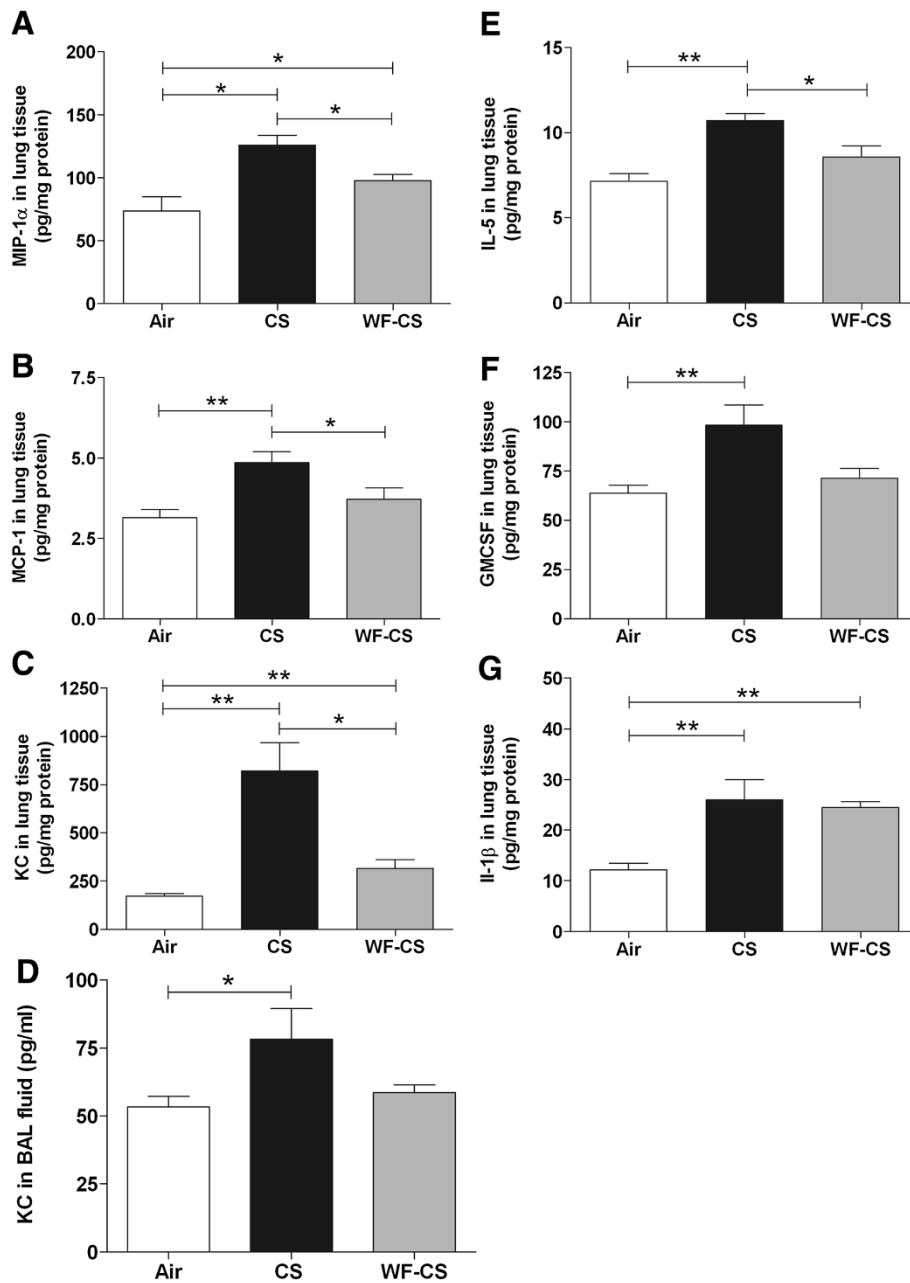 A
MIP-1α in lung tissue
(pg/mg protein)
200
150
100
50
0
*
*
*
Air CS WF-CS
B
MCP-1 in lung tissue
(pg/mg protein)
7.5
5.0
2.5
0.0
**
*
Air CS WF-CS
C
KC in lung tissue
(pg/mg protein)
1250
1000
750
500
250
0
**
**
*
Air CS WF-CS
D
KC in BAL fluid (pg/ml)
100
75
50
25
0
*
Air CS WF-CS
E
IL-5 in lung tissue
(pg/mg protein)
15
10
5
0
**
*
Air CS WF-CS
F
GMCSF in lung tissue
(pg/mg protein)
125
100
75
50
25
0
**
Air CS WF-CS
G
Il-1β in lung tissue
(pg/mg protein)
50
40
30
20
10
0
**
**
Air CS WF-CS